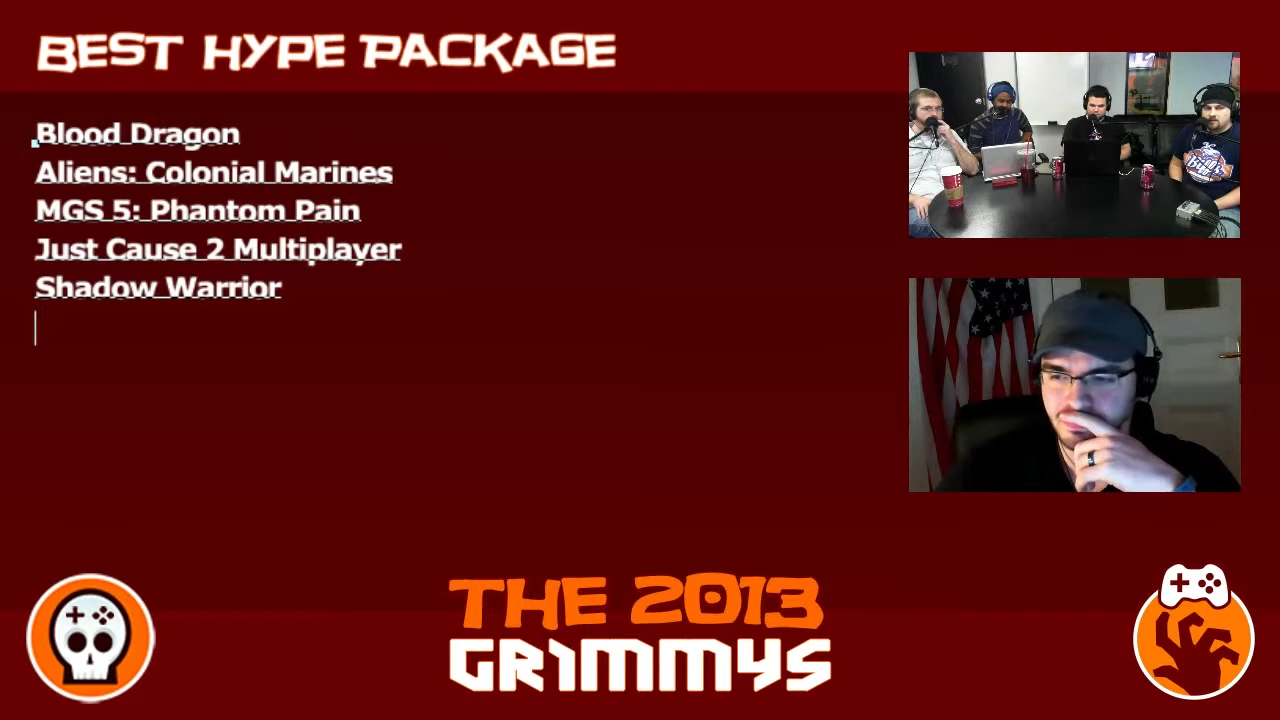 BEST HYPE PACKAGE
Blood Dragon
Aliens: Colonial Marines
MGS 5: Phantom Pain
Just Cause 2 Multiplayer
Shadow Warrior
THE 2013
GR1MM4S